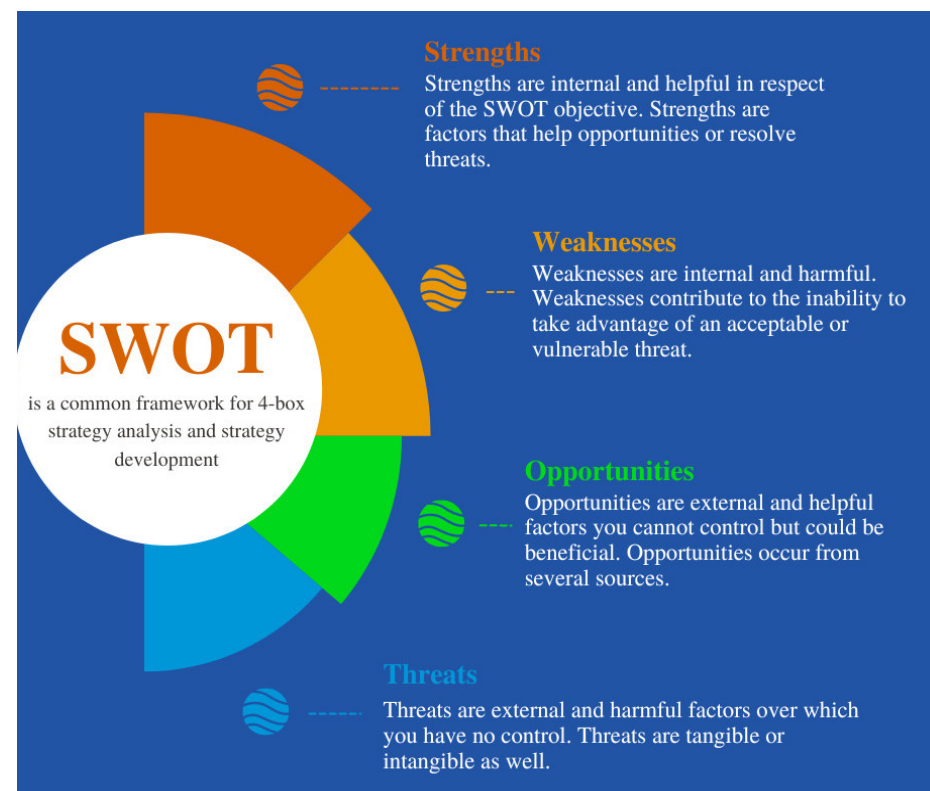 Strengths
Strengths are internal and helpful in respect
of the SWOT objective. Strengths are
factors that help opportunities or resolve
threats.
Weaknesses
Weaknesses are internal and harmful.
Weaknesses contribute to the inability to
take advantage of an acceptable or
vulnerable threat.
SWOT
is a common framework for 4-box
strategy analysis and strategy
development
Opportunities
Opportunities are external and helpful
factors you cannot control but could be
beneficial. Opportunities occur from
several sources.
Threats
Threats are external and harmful factors over which
you have no control. Threats are tangible or
intangible as well.